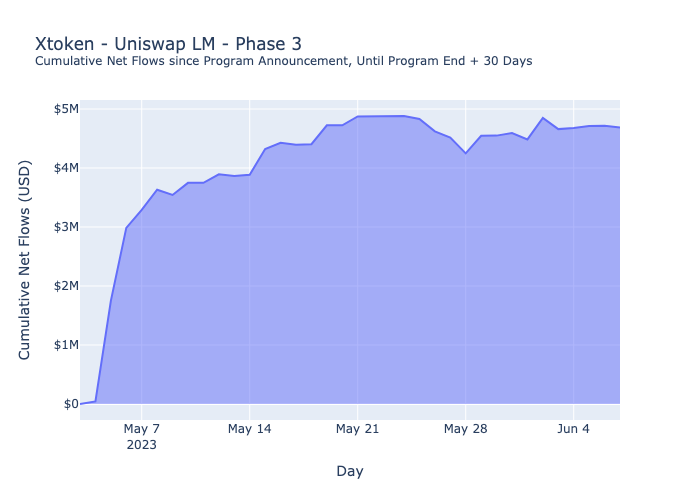 Xtoken - Uniswap LM - Phase 3
Cumulative Net Flows since Program Announcement, Until Program End + 30 Days
Cumulative Net Flows (USD)
$5M
$4M
$3M
$2M
$1M
$0
May 7
2023
May 14
May 21
May 28
Jun 4
Day